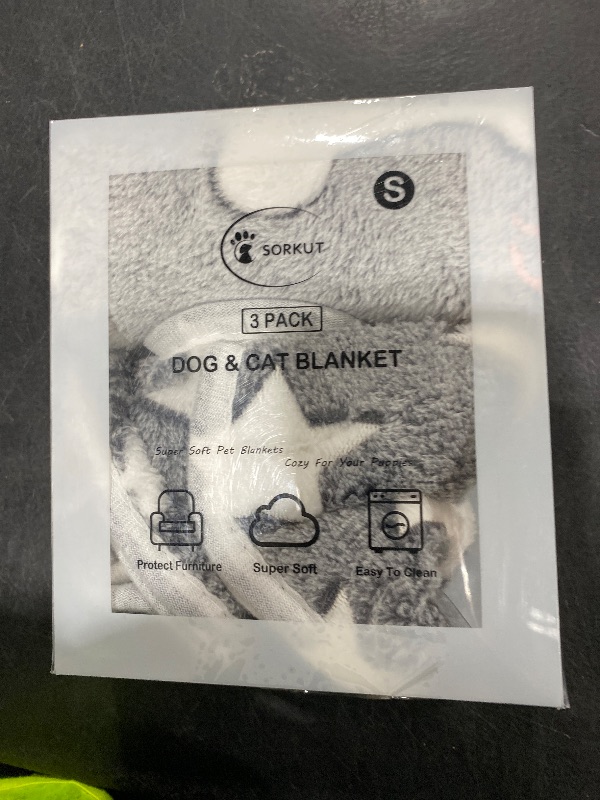 S
SORKUT
3 PACK
DOG & CAT BLANKET
Super Soft Pet Blankets
Cozy For Your Puppies
Protect Furniture
Super Soft
Easy To Clean